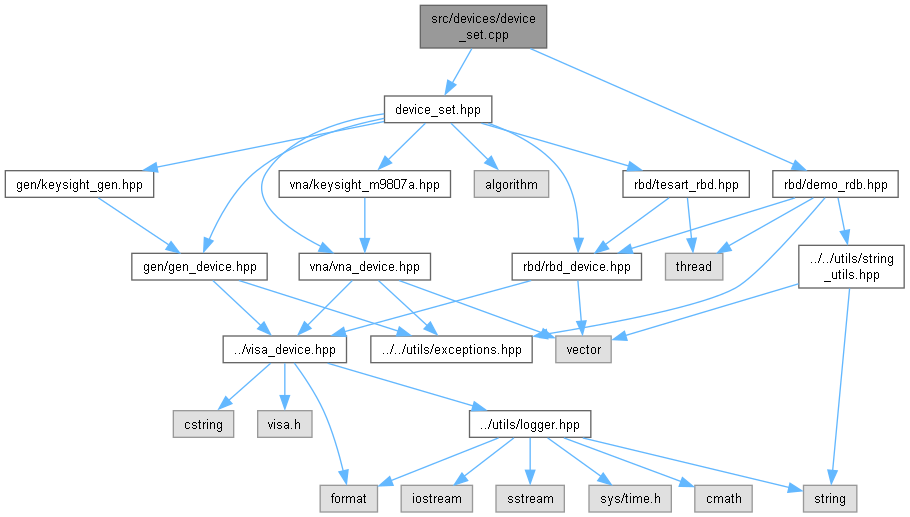 src/devices/device
_set.cpp
device_set.hpp
gen/keysight_gen.hpp
vna/keysight_m9807a.hpp
algorithm
rbd/tesart_rbd.hpp
rbd/demo_rdb.hpp
gen/gen_device.hpp
vna/vna_device.hpp
rbd/rbd_device.hpp
thread
../../utils/string
_utils.hpp
../visa_device.hpp
../../utils/exceptions.hpp
vector
cstring
visa.h
../utils/logger.hpp
format
iostream
sstream
sys/time.h
cmath
string